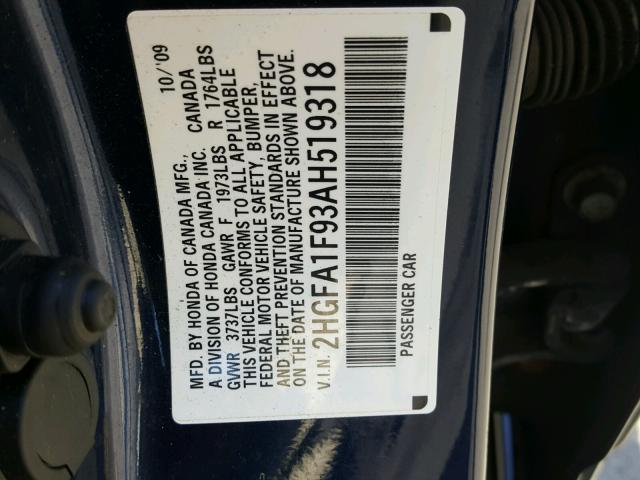 MFD. BY HONDA OF CANADA MFG., 10/'09
A DIVISION OF HONDA CANADA INC. CANADA
GVWR 3737LBS GAWR F 1973LBS R 1764LBS
THIS VEHICLE CONFORMS TO ALL APPLICABLE
FEDERAL MOTOR VEHICLE SAFETY, BUMPER,
AND THEFT PREVENTION STANDARDS IN EFFECT
ON THE DATE OF MANUFACTURE SHOWN ABOVE.
V.I.N. 2HGFA1F93AH519318
PASSENGER CAR